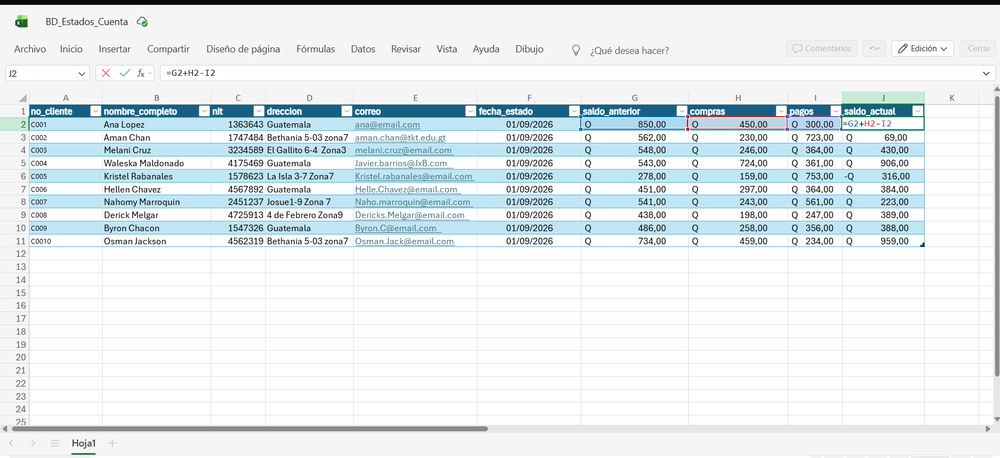 BD_Estados_Cuenta
Archivo Inicio Insertar Compartir Diseño de página Fórmulas Datos Revisar Vista Ayuda Dibujo ¿Qué desea hacer? Comentarios Edición Cerrar
J2 fx =G2+H2-I2
A B C D E F G H I J K
1 no_cliente nombre_completo nit dreccion correo fecha_estado saldo_anterior compras pagos saldo_actual
2 C001 Ana Lopez 1363643 Guatemala ana@email.com 01/09/2026 Q 850,00 Q 450,00 Q 300,00 =G2+H2-I2
3 C002 Aman Chan 1747484 Bethania 5-03 zona7 aman.chan@tkt.edu.gt 01/09/2026 Q 562,00 Q 230,00 Q 723,00 Q 69,00
4 C003 Melani Cruz 3234589 El Gallito 6-4 Zona3 melani.cruz@email.com 01/09/2026 Q 548,00 Q 246,00 Q 364,00 Q 430,00
5 C004 Waleska Maldonado 4175469 Guatemala Javier.barrios@JxB.com 01/09/2026 Q 543,00 Q 724,00 Q 361,00 Q 906,00
6 C005 Kristel Rabanales 1578623 La Isla 3-7 Zona7 Kristel.rabanales@email.com 01/09/2026 Q 278,00 Q 159,00 Q 753,00 -Q 316,00
7 C006 Hellen Chavez 4567892 Guatemala Helle.Chavez@email.com 01/09/2026 Q 451,00 Q 297,00 Q 364,00 Q 384,00
8 C007 Nahomy Marroquin 2451237 Josue1-9 Zona 7 Naho.marroquin@email.com 01/09/2026 Q 541,00 Q 243,00 Q 561,00 Q 223,00
9 C008 Derick Melgar 4725913 4 de Febrero Zona9 Dericks.Melgar@email.com 01/09/2026 Q 438,00 Q 198,00 Q 247,00 Q 389,00
10 C009 Byron Chacon 1547326 Guatemala Byron.C@email.com 01/09/2026 Q 486,00 Q 258,00 Q 356,00 Q 388,00
11 C0010 Osman Jackson 4562319 Bethania 5-03 zona7 Osman.Jack@email.com 01/09/2026 Q 734,00 Q 459,00 Q 234,00 Q 959,00
12
13
14
15
16
17
18
19
20
21
22
23
24
25
Hoja1